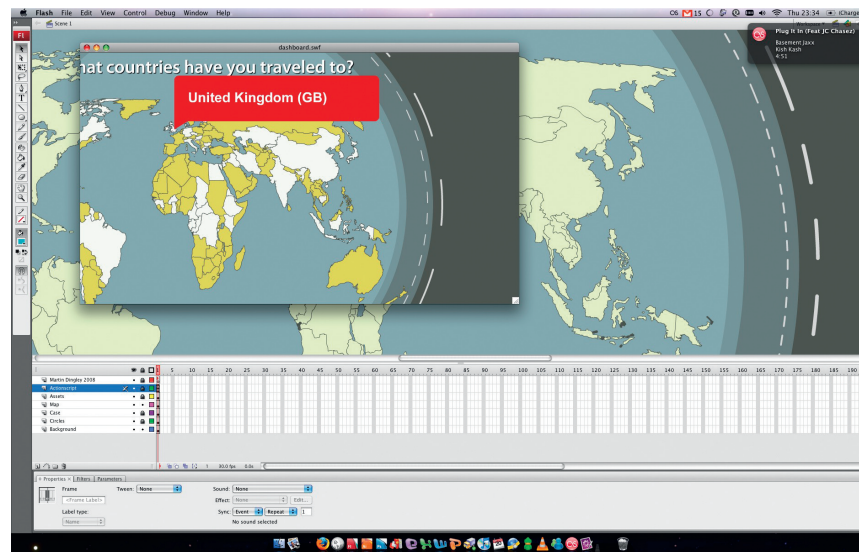 Flash File Edit View Control Debug Window Help
15 Thu 23:34
Scene 1
Workspace
Fl
dashboard.swf
hat countries have you traveled to?
United Kingdom (GB)
Plug It In (Feat JC Chasez)
Basement Jaxx
Kish Kash
4:51
5 10 15 20 25 30 35 40 45 50 55 60 65 70 75 80 85 90 95 100 105 110 115 120 125 130 135 140 145 150 155 160 165 170 175 180 185 190
Martin Dingley 2008
Actionscript
Assets
Map
Case
Circles
Background
1 30.0 fps 0.0s
Properties Filters Parameters
Frame Tween: None Sound: None
<Frame Label> Effect: None Edit...
Label type: Sync: Event Repeat 1
Name No sound selected